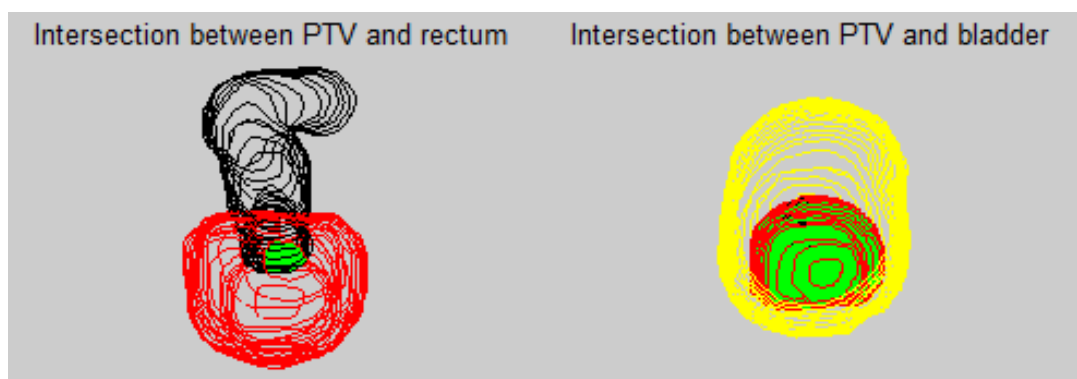 Intersection between PTV and rectum
Intersection between PTV and bladder